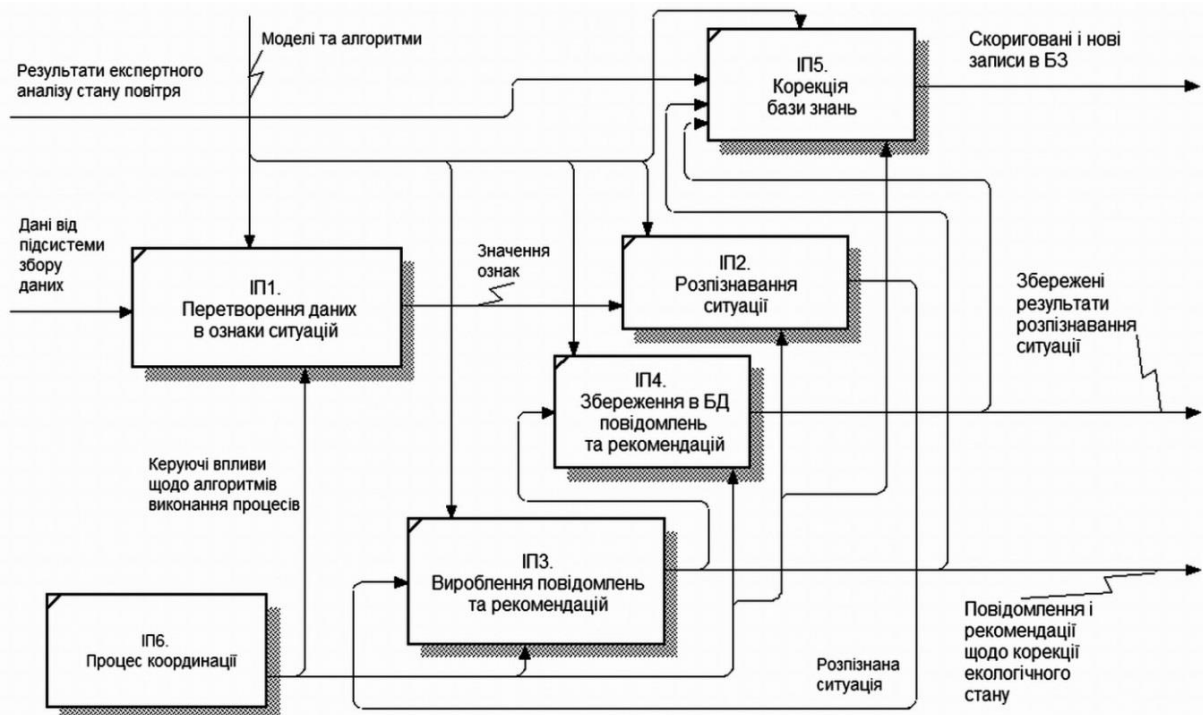 Моделі та алгоритми
Результати експертного
аналізу стану повітря
ІП5.
Корекція
бази знань
Скориговані і нові
записи в БЗ
Дані від
підсистеми
збору
даних
ІП1.
Перетворення даних
в ознаки ситуацій
Значення
ознак
ІП2.
Розпізнавання
ситуації
Збережені
результати
розпізнавання
ситуації
ІП4.
Збереження в БД
повідомлень
та рекомендацій
Керуючі впливи
щодо алгоритмів
виконання процесів
ІП3.
Вироблення повідомлень
та рекомендацій
ІП6.
Процес координації
Розпізнана
ситуація
Повідомлення і
рекомендації
щодо корекції
екологічного
стану